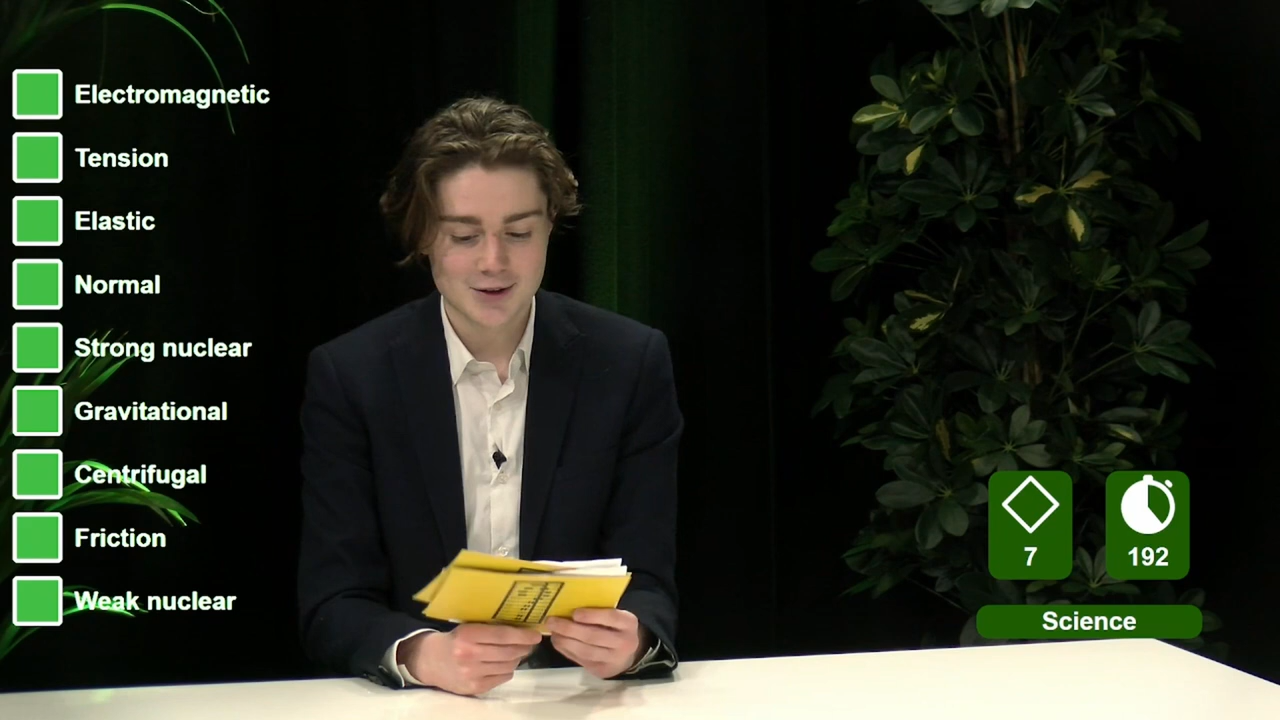 Electromagnetic
Tension
Elastic
Normal
Strong nuclear
Gravitational
Centrifugal
Friction
Weak nuclear
7
192
Science